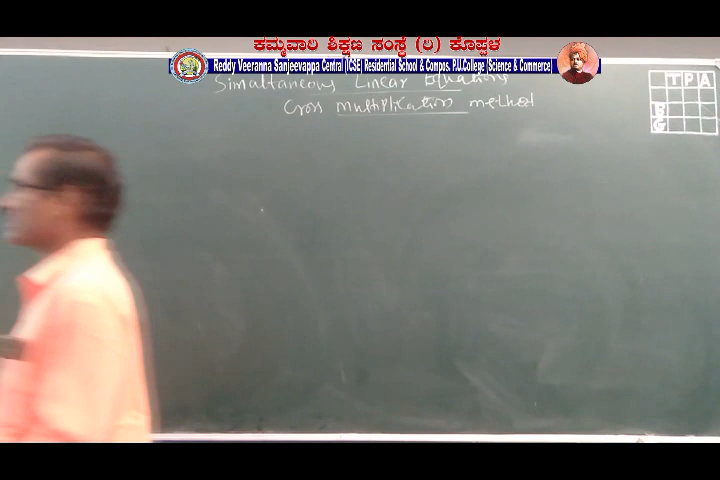 ಕಮ್ಮವಾರಿ ಶಿಕ್ಷಣ ಸಂಸ್ಥೆ (ರಿ) ಕೊಪ್ಪಳ
Reddy Veeranna Sanjeevappa Central (ICSE) Residential School & Compos. P.U.College (Science & Commerce)
Simultaneous Linear Equations
Cross multiplication method
T P A
B
G